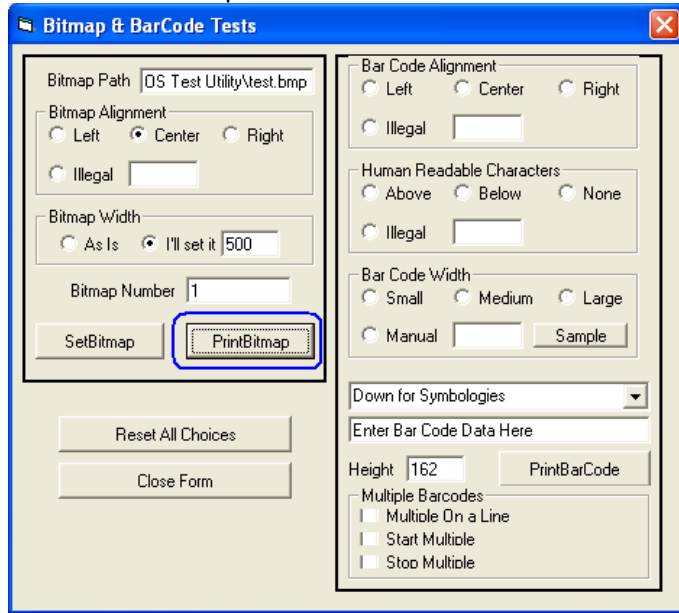 Bitmap & BarCode Tests
Bitmap Path OS Test Utility\test.bmp
Bitmap Alignment
Left Center Right
Illegal
Bitmap Width
As Is I'll set it 500
Bitmap Number 1
SetBitmap PrintBitmap
Reset All Choices
Close Form
Bar Code Alignment
Left Center Right
Illegal
Human Readable Characters
Above Below None
Illegal
Bar Code Width
Small Medium Large
Manual Sample
Down for Symbologies
Enter Bar Code Data Here
Height 162 PrintBarCode
Multiple Barcodes
Multiple On a Line
Start Multiple
Stop Multiple